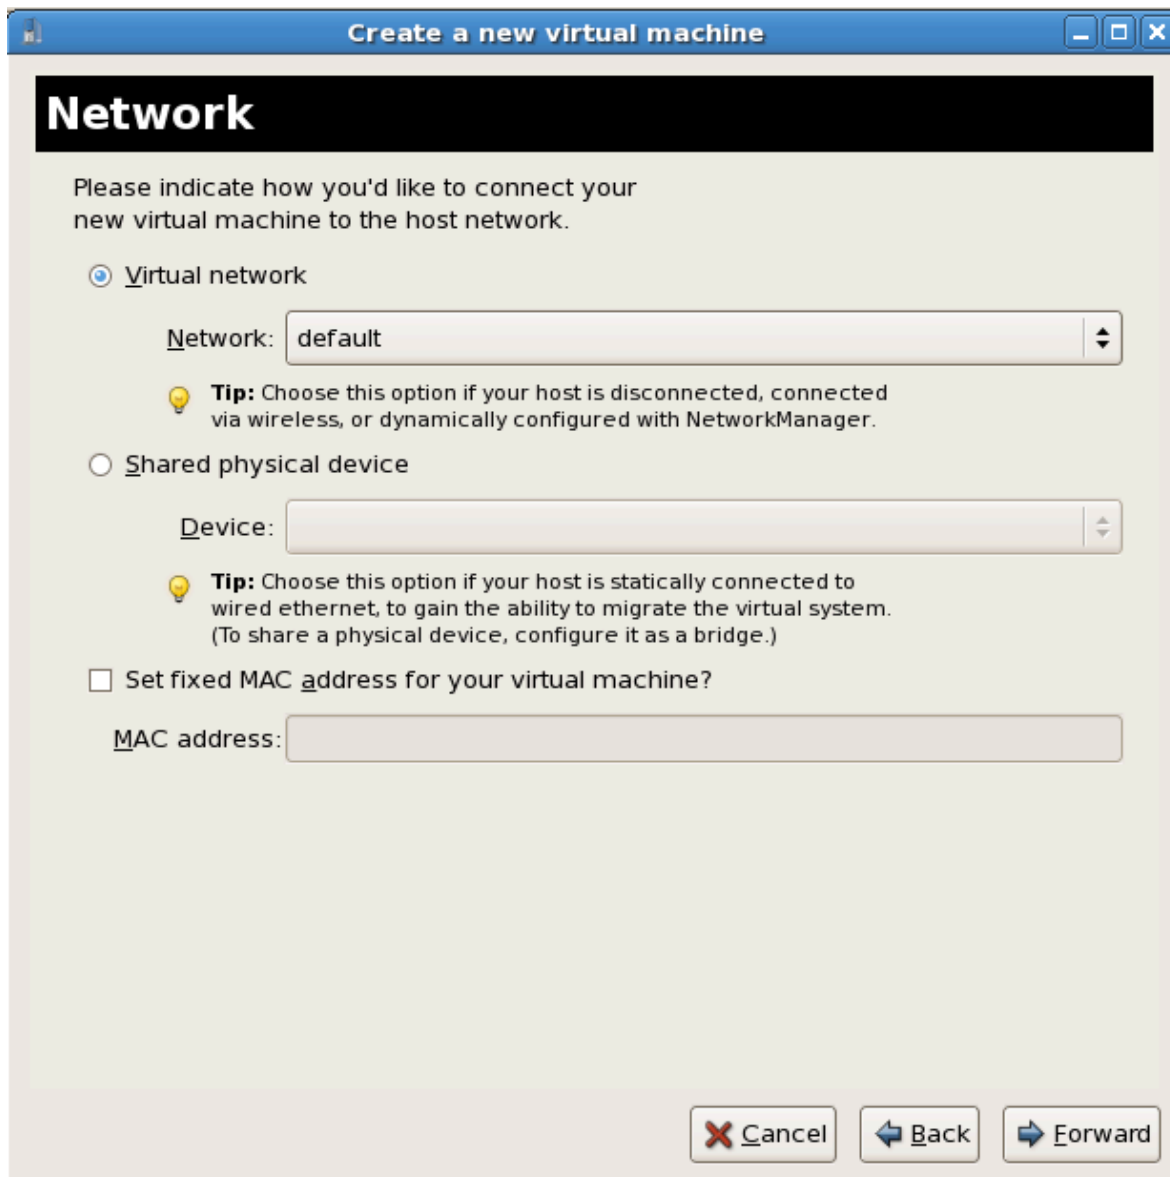 Create a new virtual machine
Network
Please indicate how you'd like to connect your
new virtual machine to the host network.
Virtual network
Network: default
Tip: Choose this option if your host is disconnected, connected
via wireless, or dynamically configured with NetworkManager.
Shared physical device
Device:
Tip: Choose this option if your host is statically connected to
wired ethernet, to gain the ability to migrate the virtual system.
(To share a physical device, configure it as a bridge.)
Set fixed MAC address for your virtual machine?
MAC address:
Cancel Back Forward